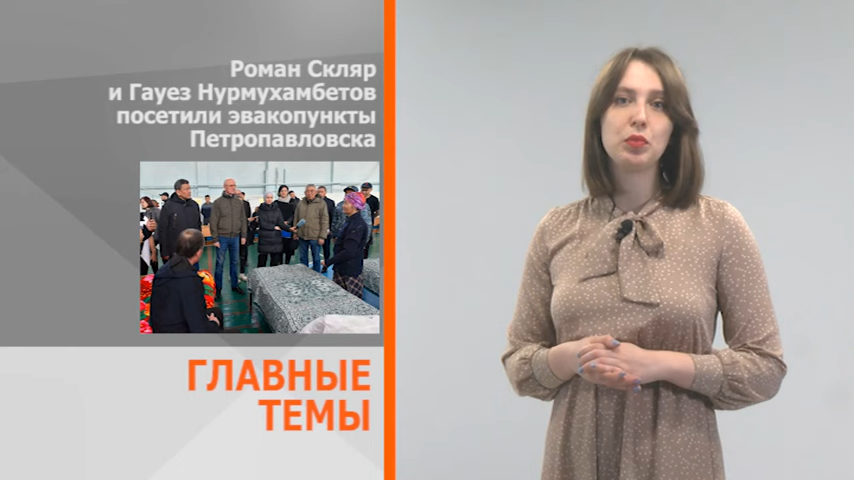 Роман Скляр
и Гауез Нурмухамбетов
посетили эвакопункты
Петропавловска
ГЛАВНЫЕ
ТЕМЫ